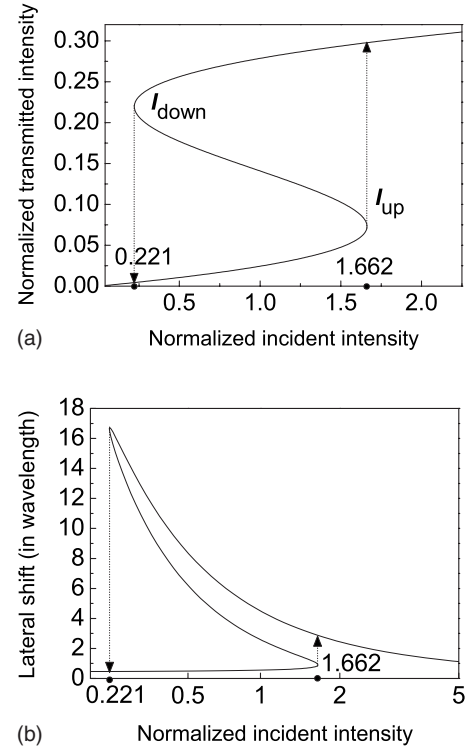 Normalized transmitted intensity
0.30
0.25
0.20
0.15
0.10
0.05
0.00
I down
I up
0.221
1.662
0.5 1.0 1.5 2.0
(a)
Normalized incident intensity
Lateral shift (in wavelength)
18
16
14
12
10
8
6
4
2
0
1.662
0.221 0.5 1 2 5
(b)
Normalized incident intensity